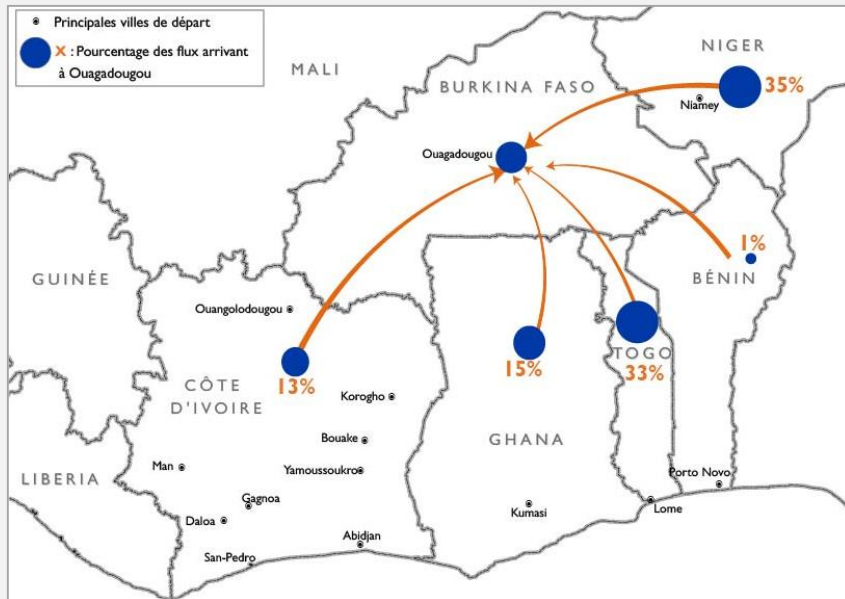 Principales villes de départ
X : Pourcentage des flux arrivant
à Ouagadougou
MALI
NIGER
BURKINA FASO
35%
Niamey
Ouagadougou
1%
BÉNIN
GUINÉE
Ouangolodougou
13%
15%
TOGO
33%
CÔTE
D'IVOIRE
Korogho
GHANA
Bouake
LIBERIA
Man
Yamoussoukro
Porto Novo
Gagnoa
Lome
Kumasi
Daloa
Abidjan
San-Pedro